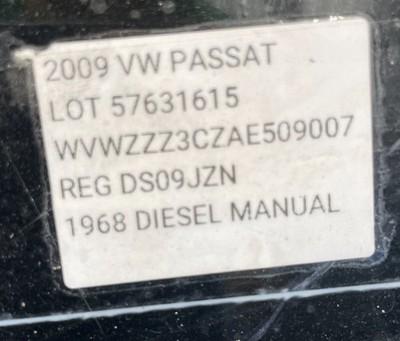 2009 VW PASSAT
LOT 57631615
WVWZZZ3CZAE509007
REG DS09JZN
1968 DIESEL MANUAL